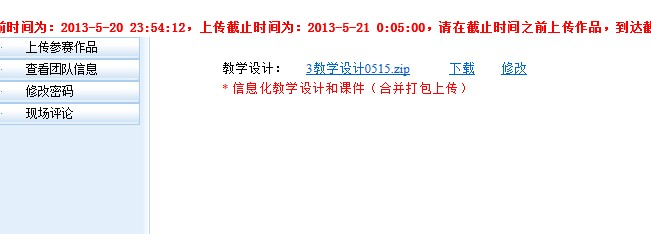 前时间为：2013-5-20 23:54:12，上传截止时间为：2013-5-21 0:05:00，请在截止时间之前上传作品，到达截
上传参赛作品
查看团队信息
修改密码
现场评论
教学设计： 3教学设计0515.zip 下载 修改
* 信息化教学设计和课件（合并打包上传）